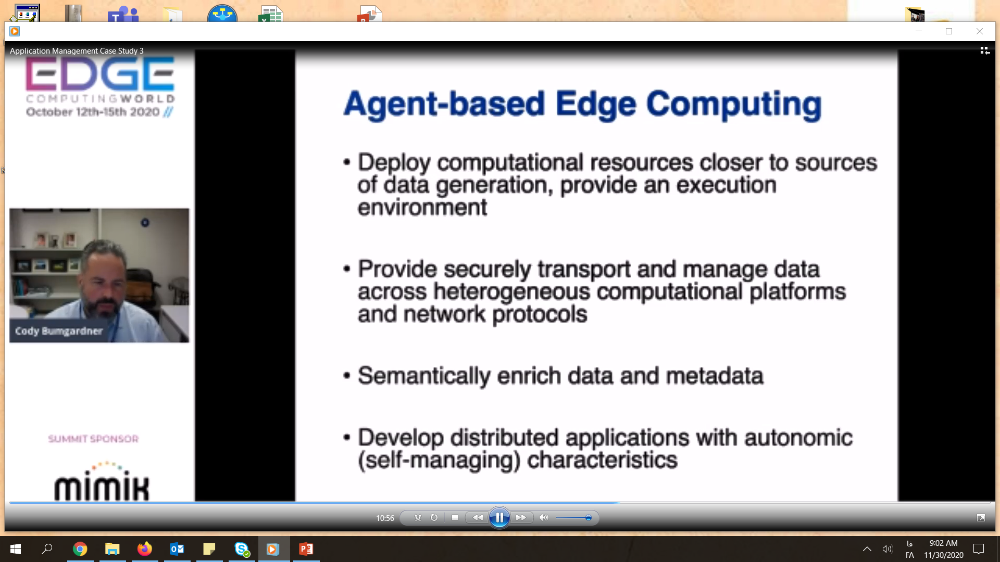 Application Management Case Study 3
EDGE
COMPUTINGWORLD
October 12th-15th 2020 //
Cody Bumgardner
SUMMIT SPONSOR
mimik
Agent-based Edge Computing
• Deploy computational resources closer to sources
of data generation, provide an execution
environment
• Provide securely transport and manage data
across heterogeneous computational platforms
and network protocols
• Semantically enrich data and metadata
• Develop distributed applications with autonomic
(self-managing) characteristics
10:56
فا
FA
9:02 AM
11/30/2020